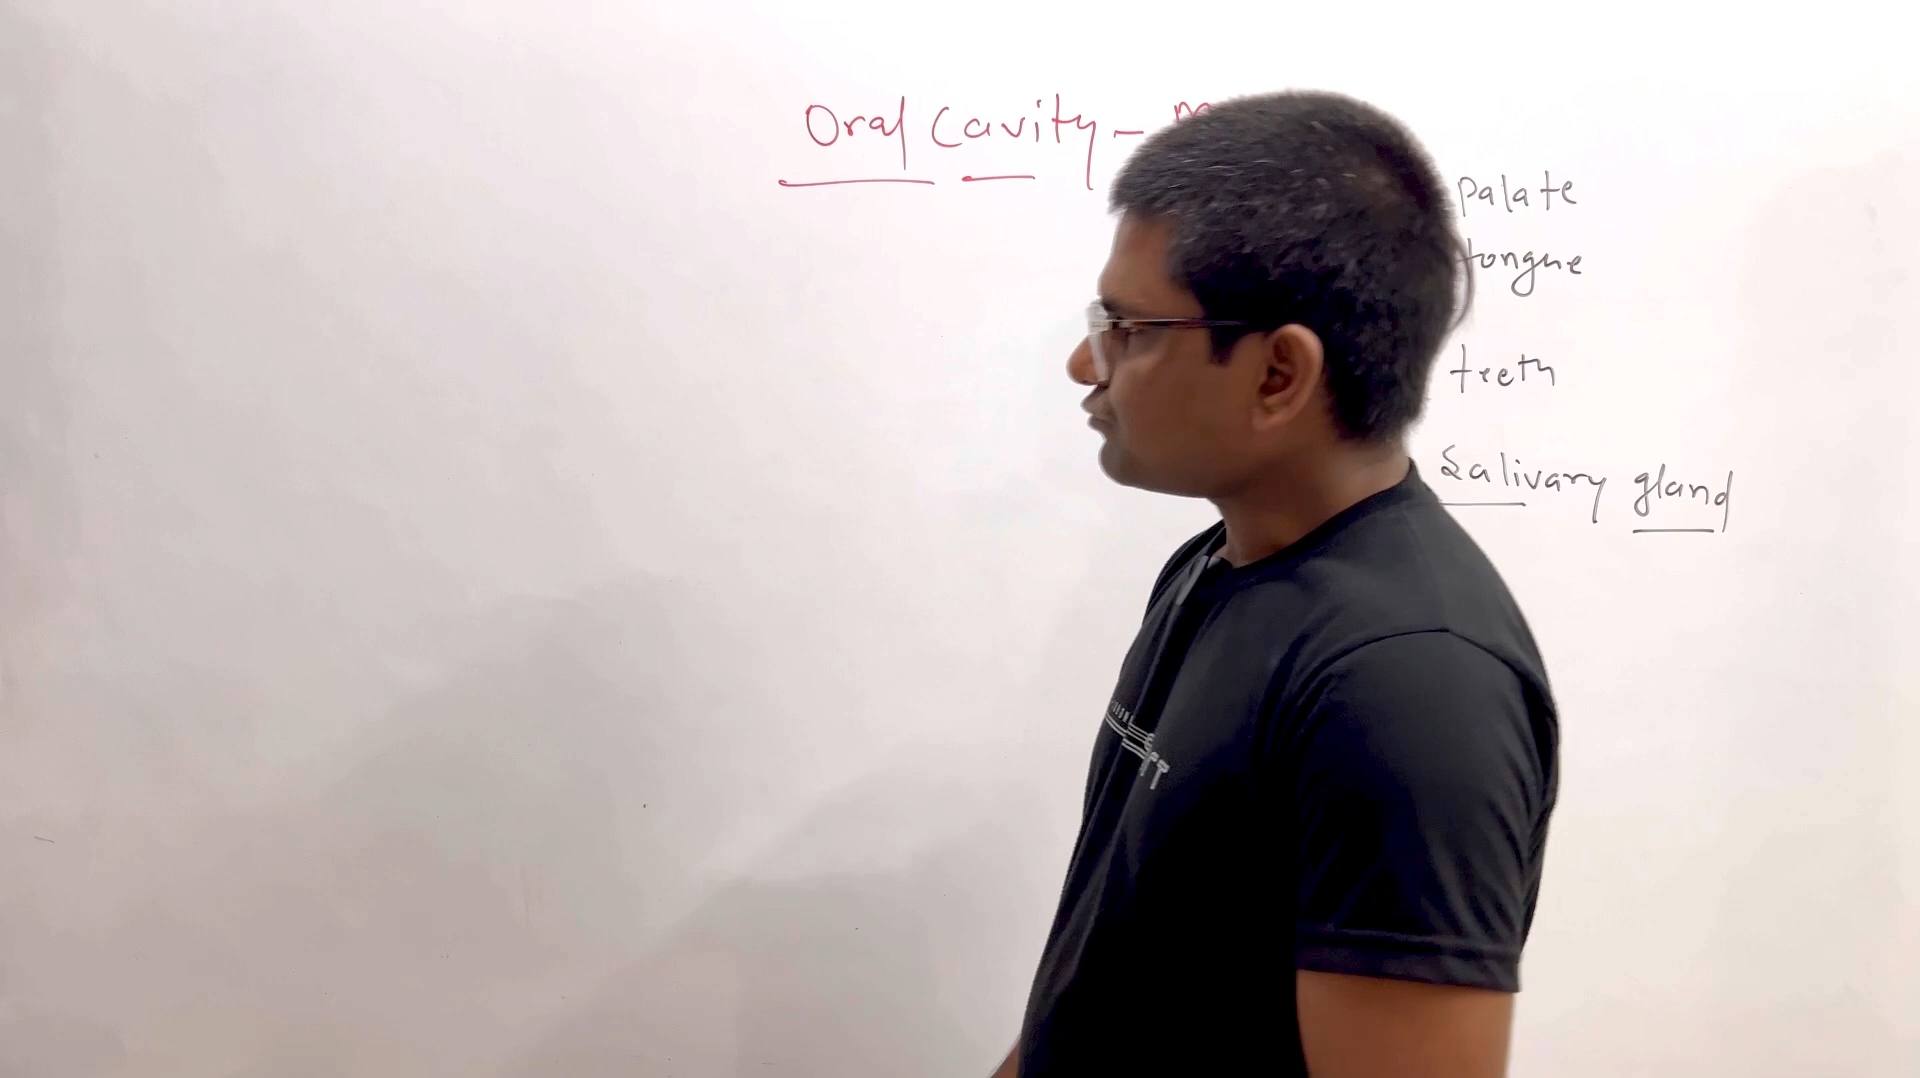 Oral Cavity -
palate
tongue
teeth
Salivary gland